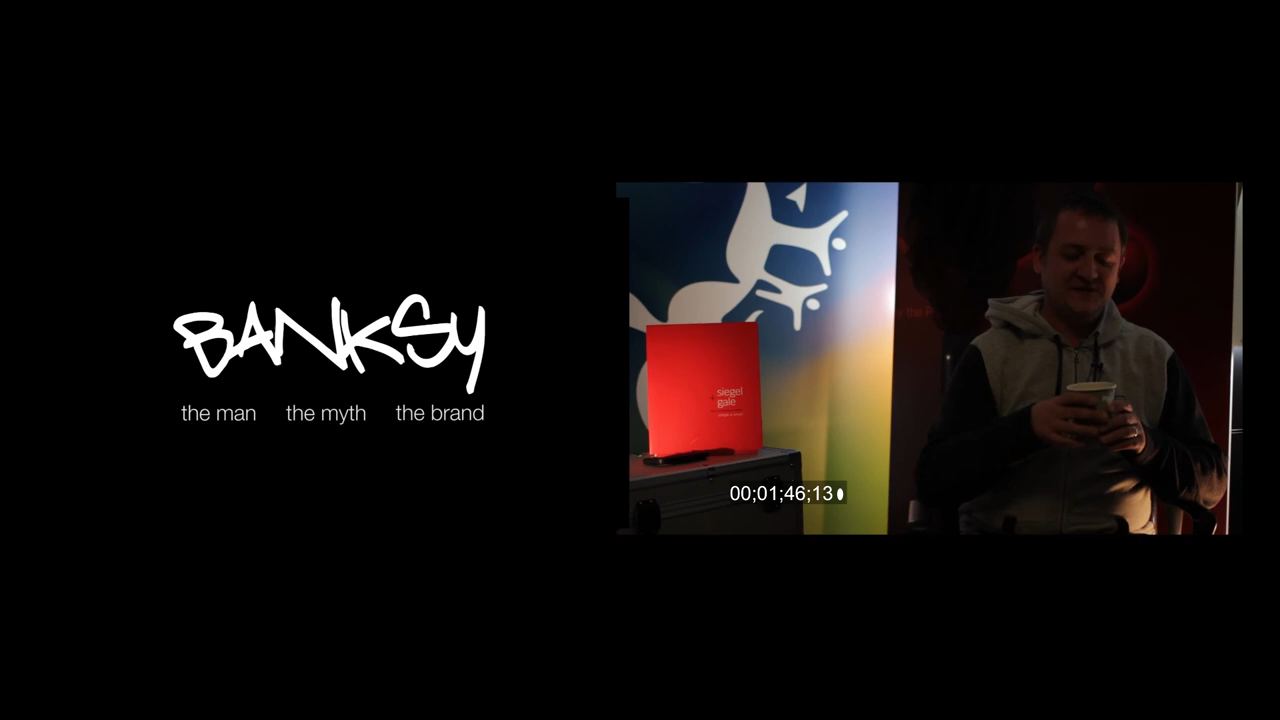 BANKSY
the man the myth the brand
siegel
gale
00;01;46;13